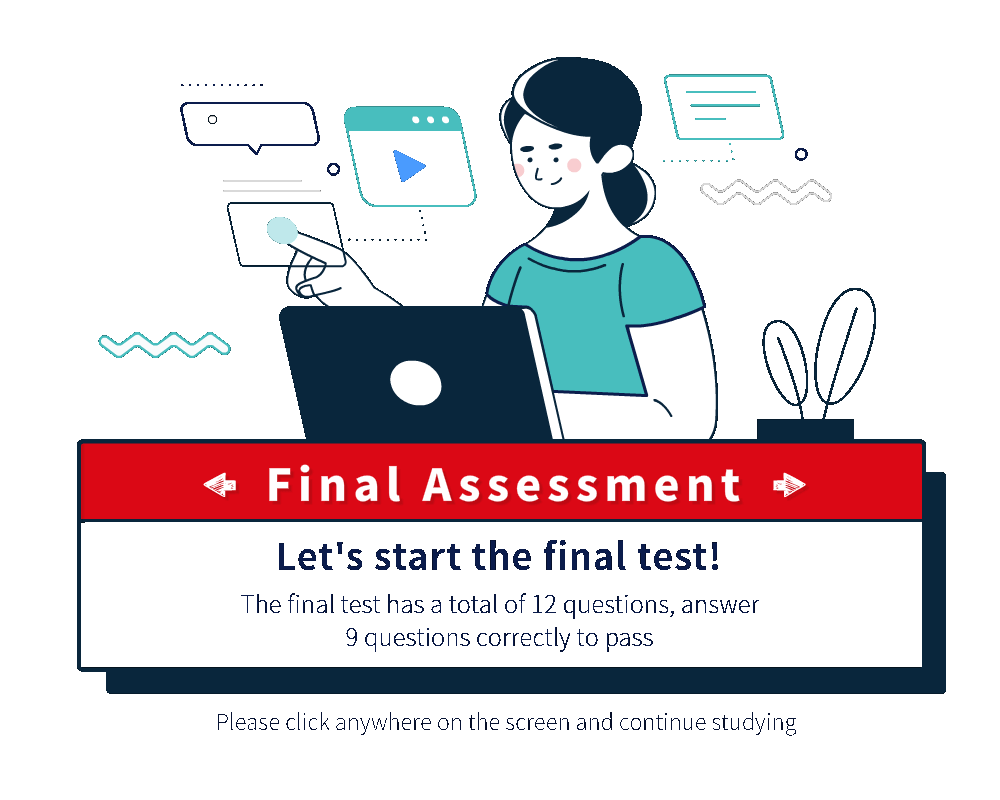 Final Assessment
Let's start the final test!
The final test has a total of 12 questions, answer
9 questions correctly to pass
Please click anywhere on the screen and continue studying